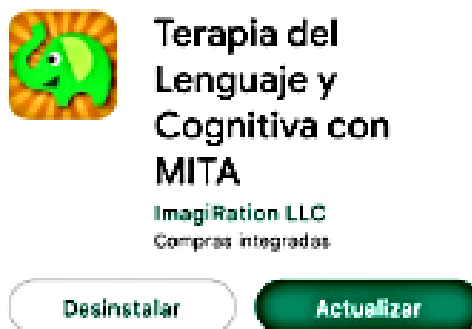 Terapia del
Lenguaje y
Cognitiva con
MITA
ImagiRation LLC
Compras integradas
Desinstalar
Actualizar